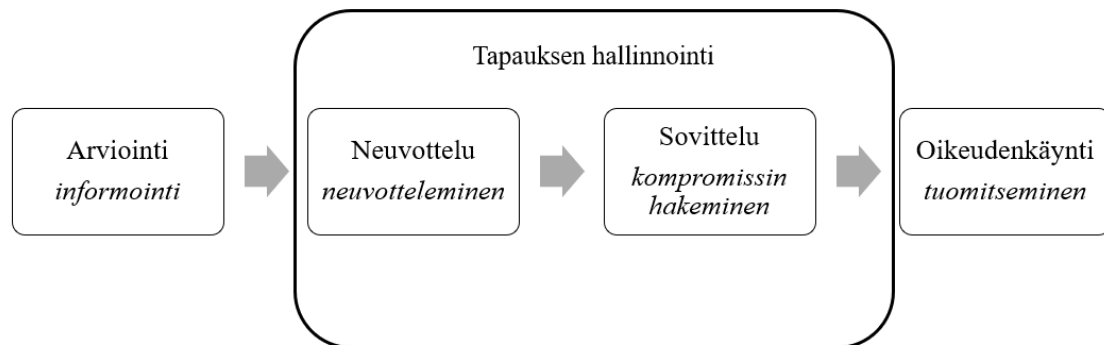 Tapauksen hallinnointi
Arviointi
informointi
Neuvottelu
neuvotteleminen
Sovittelu
kompromissin
hakeminen
Oikeudenkäynti
tuomitseminen